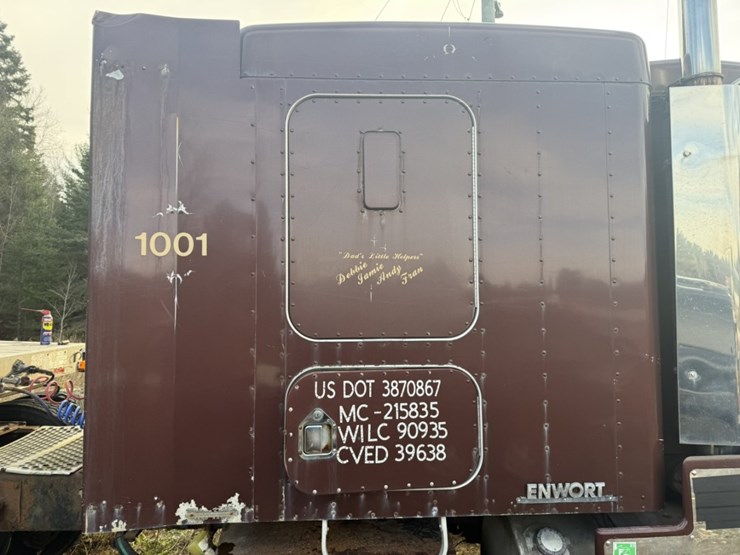 1001
"Dad's Little Helpers"
Debbie
Jamie
Andy
Fran
US DOT 3870867
MC-215835
WILC 90935
CVED 39638
ENWORT